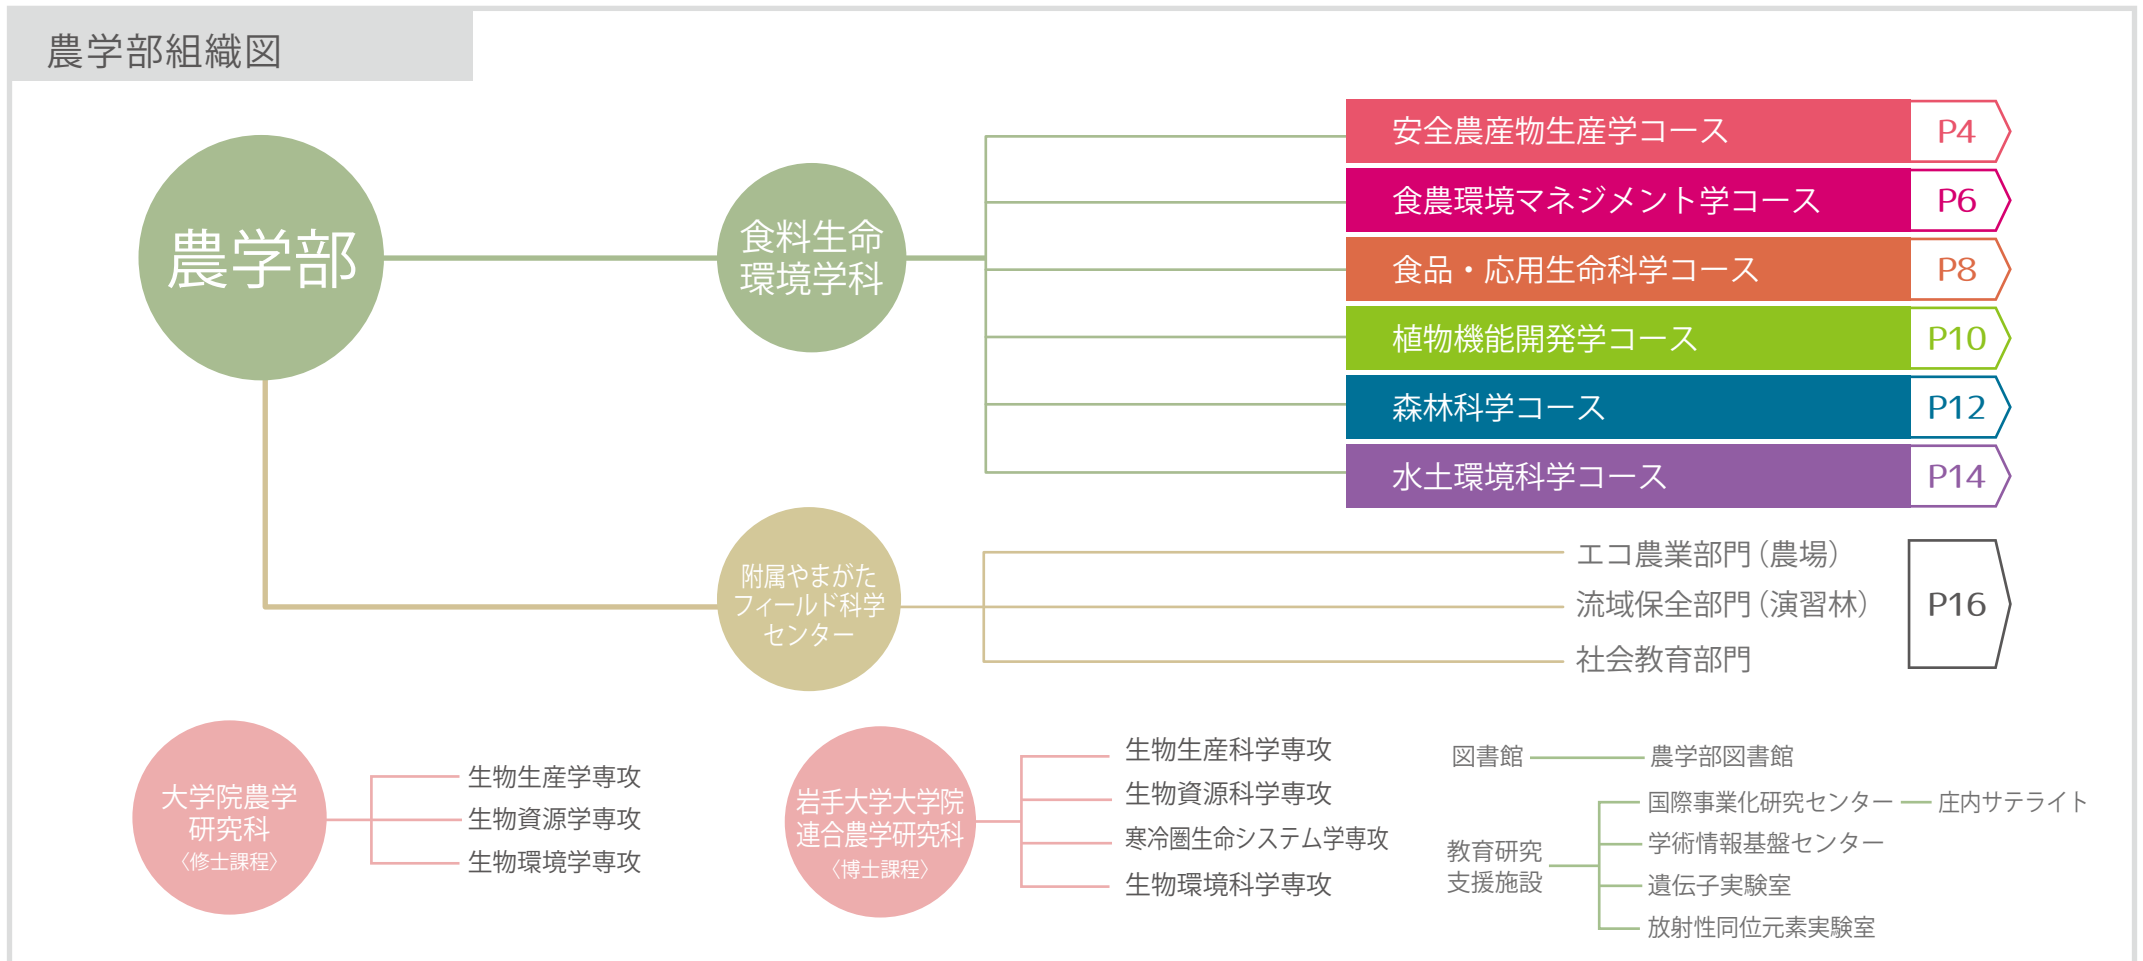 農学部組織図
農学部
食料生命
環境学科
安全農産物生産学コース P4
食農環境マネジメント学コース P6
食品・応用生命科学コース P8
植物機能開発学コース P10
森林科学コース P12
水土環境科学コース P14
附属やまがた
フィールド科学
センター
エコ農業部門（農場）
流域保全部門（演習林）
社会教育部門
P16
大学院農学
研究科
〈修士課程〉
生物生産学専攻
生物資源学専攻
生物環境学専攻
岩手大学大学院
連合農学研究科
〈博士課程〉
生物生産科学専攻
生物資源科学専攻
寒冷圏生命システム学専攻
生物環境科学専攻
図書館 農学部図書館
教育研究
支援施設
国際事業化研究センター 庄内サテライト
学術情報基盤センター
遺伝子実験室
放射性同位元素実験室